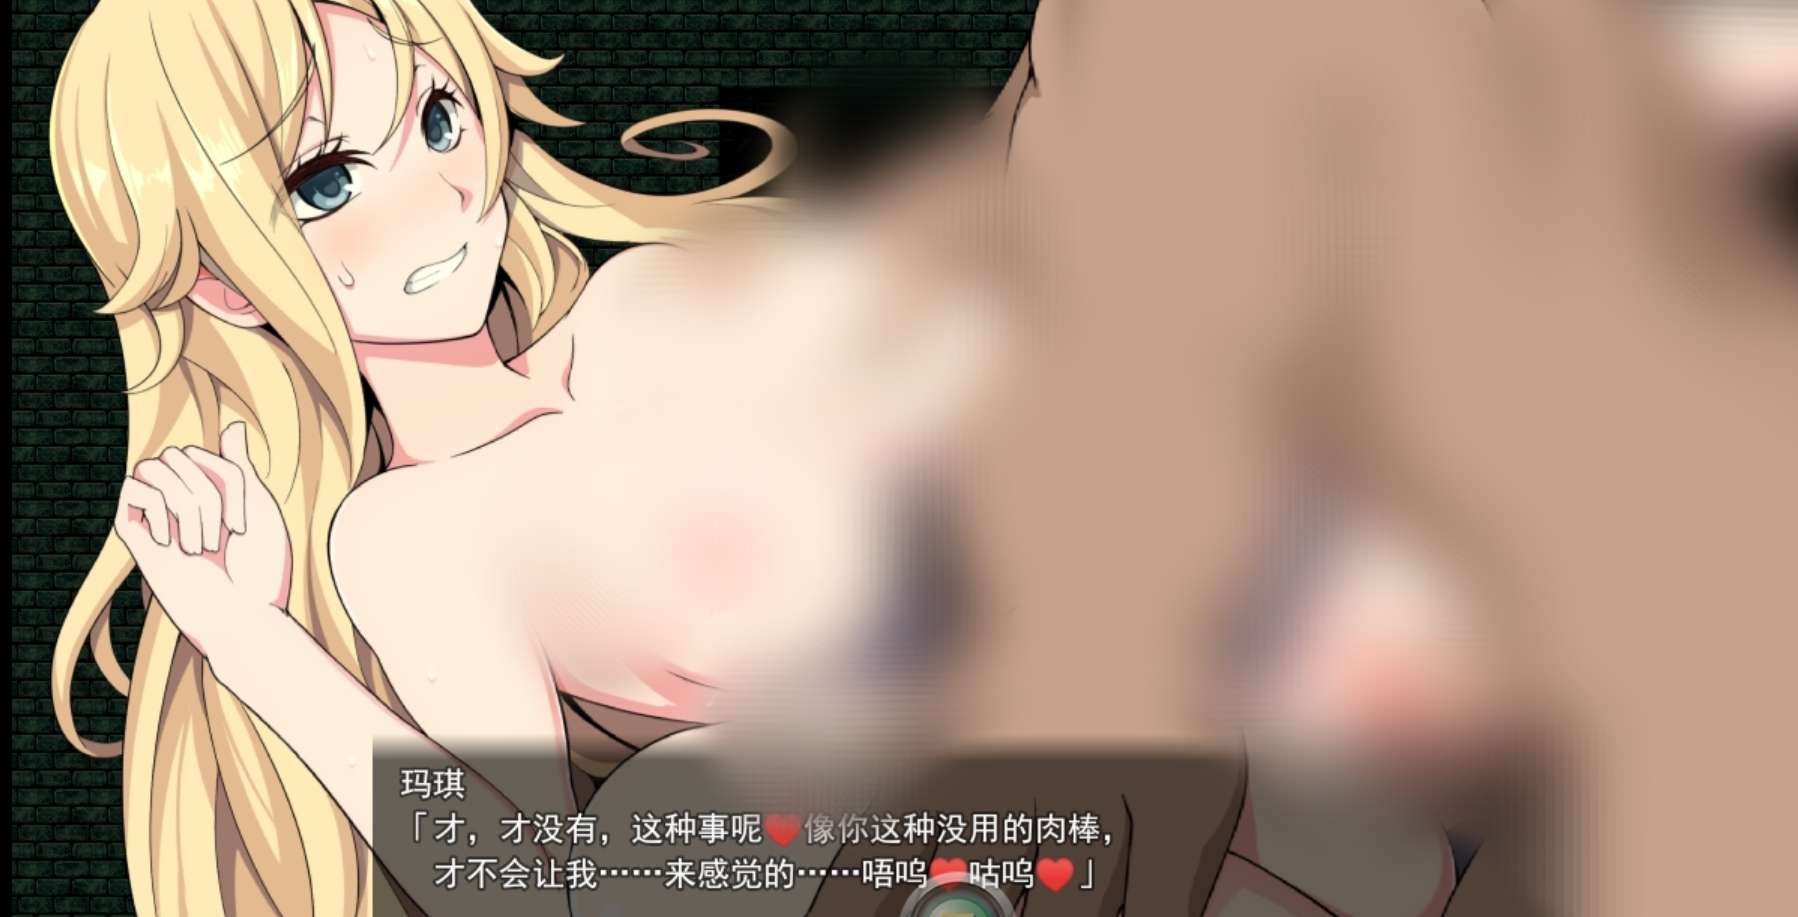 玛琪
「才，才没有，这种事呢♥像你这种没用的肉棒，
才不会让我……来感觉的……唔呜♥咕呜♥」